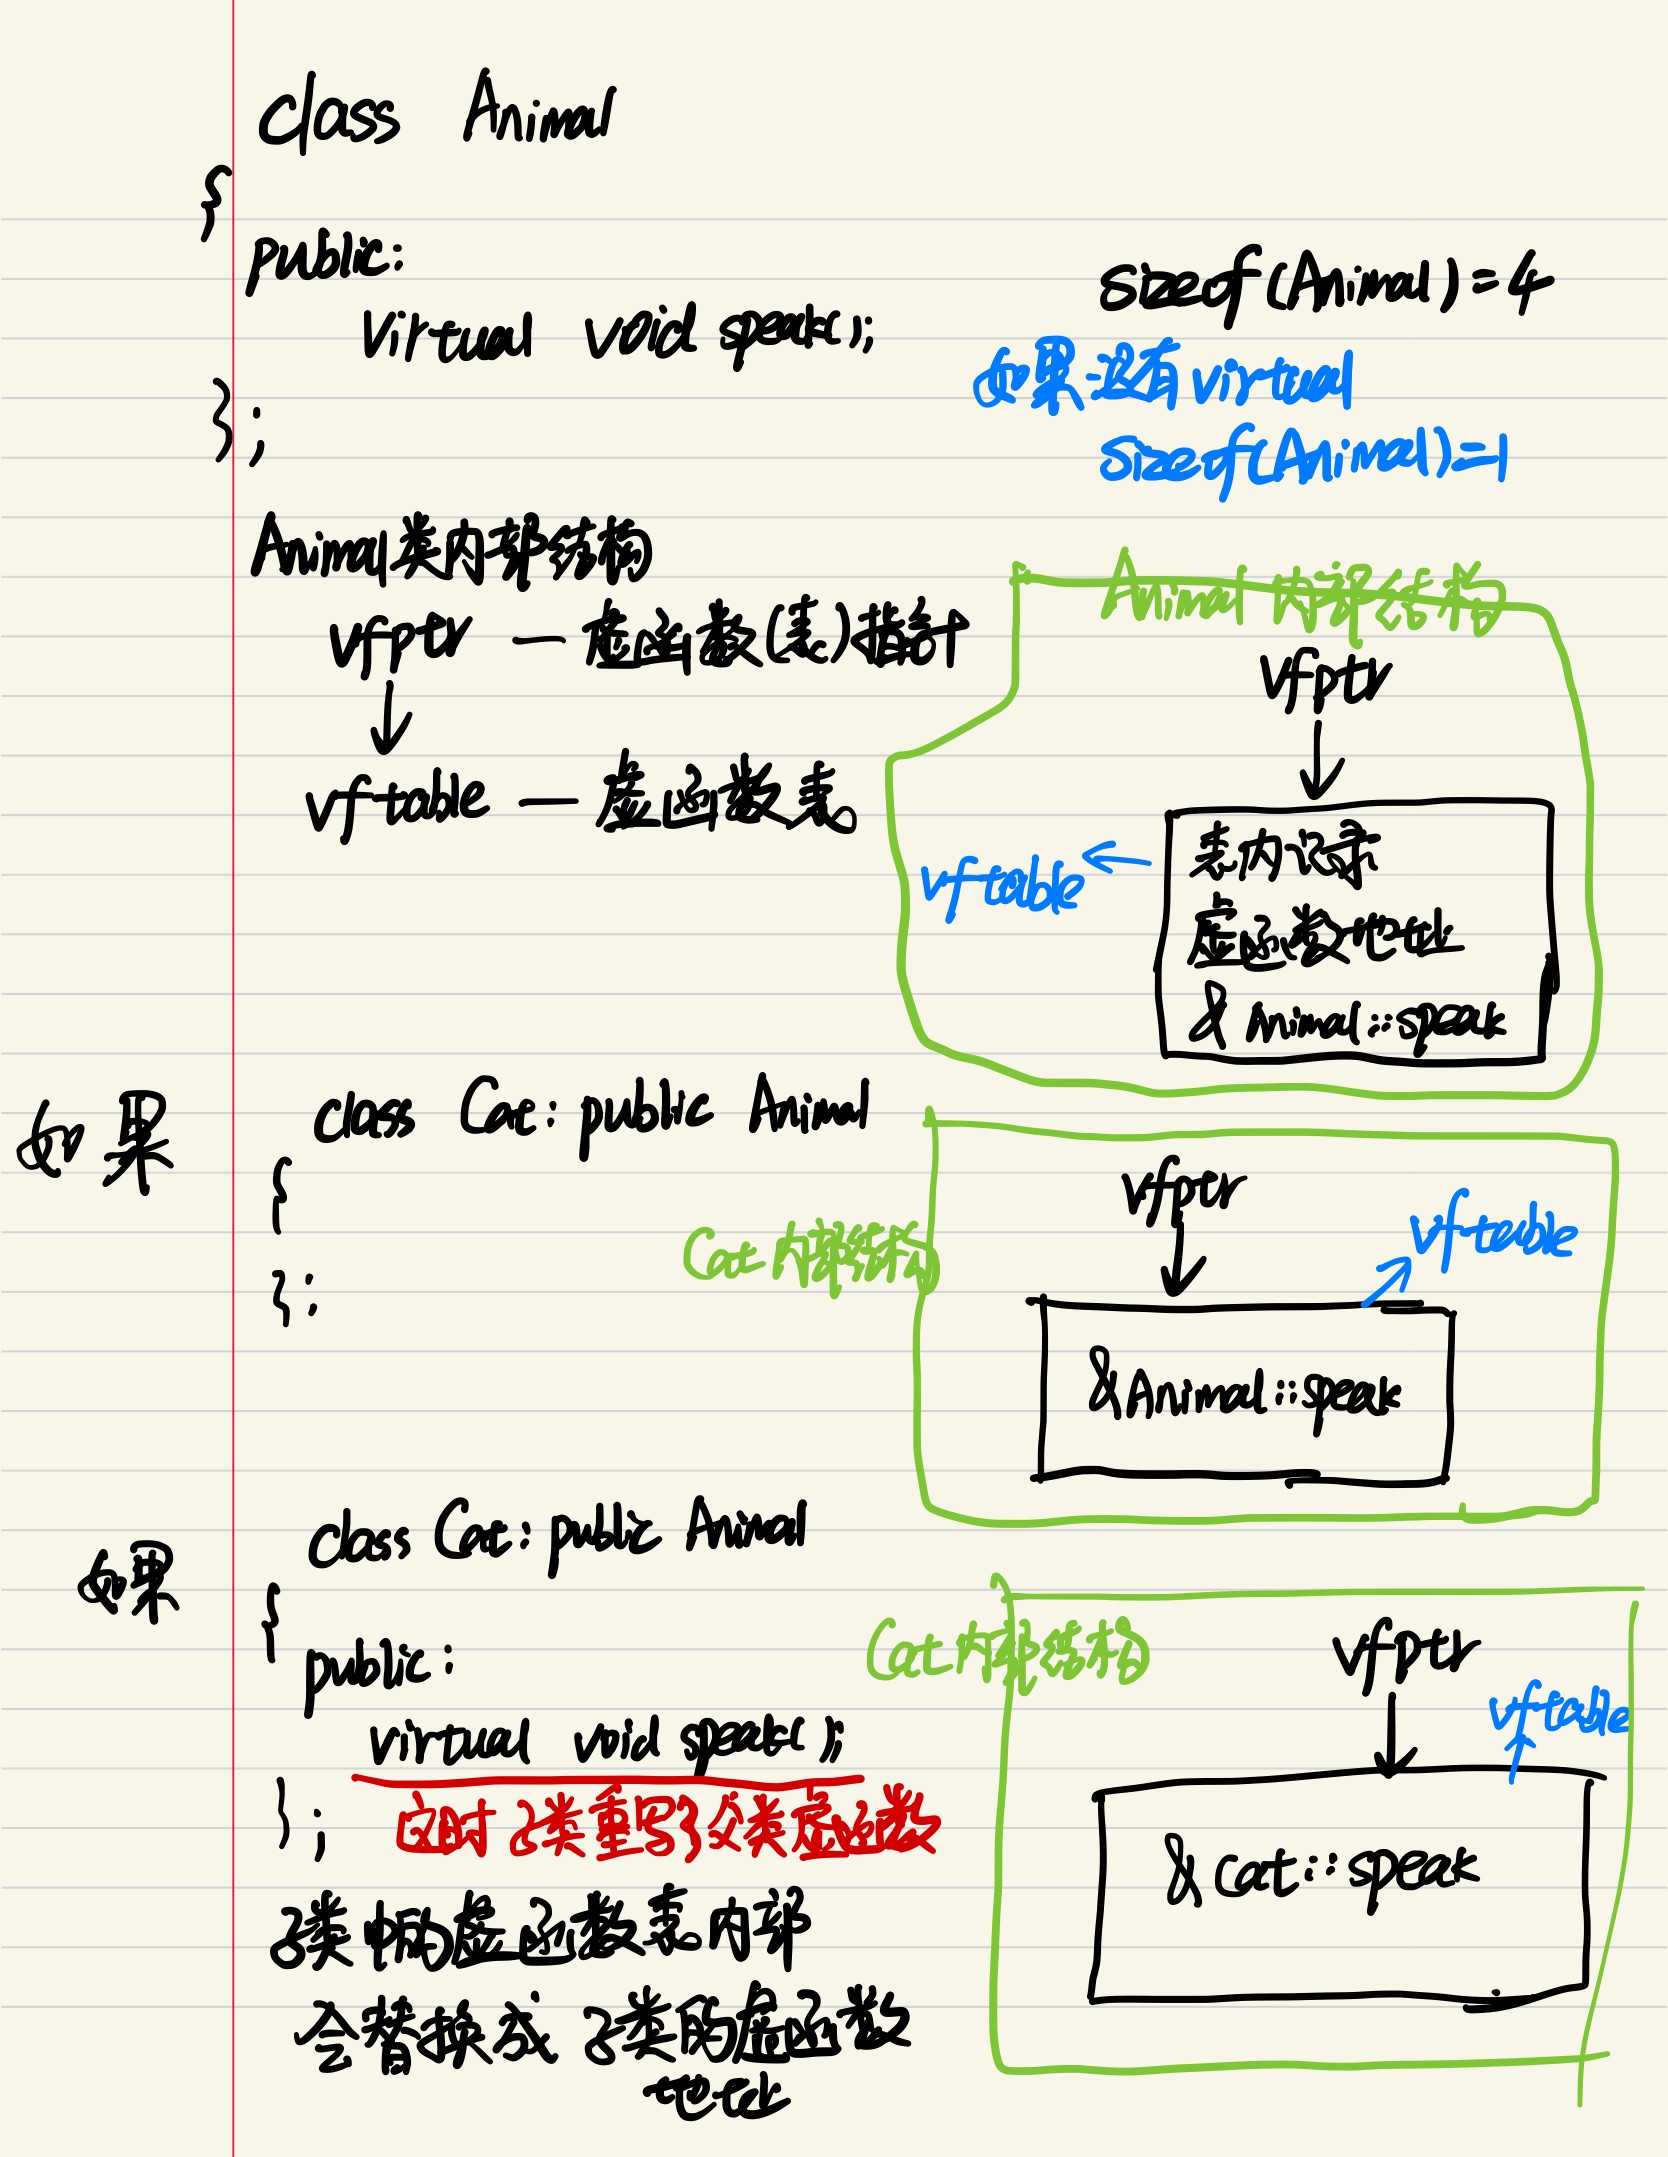 class Animal
{
public:
virtual void speak();
};
sizeof(Animal)=4
如果没有virtual
sizeof(Animal)=1
Animal类内部结构
vfptr — 虚函数(表)指针
↓
vftable — 虚函数表
Animal 内部结构
vfptr
↓
vftable ←
表内记录
虚函数地址
& Animal::speak
如果
class Cat: public Animal
{
};
Cat 内部结构
vfptr
↓
vftable
&Animal::speak
如果
class Cat: public Animal
{
public:
virtual void speak();
};
这时子类重写了父类虚函数
子类中的虚函数表内部
会替换成 子类的虚函数
地址
Cat内部结构
vfptr
↓
vftable
& Cat::speak